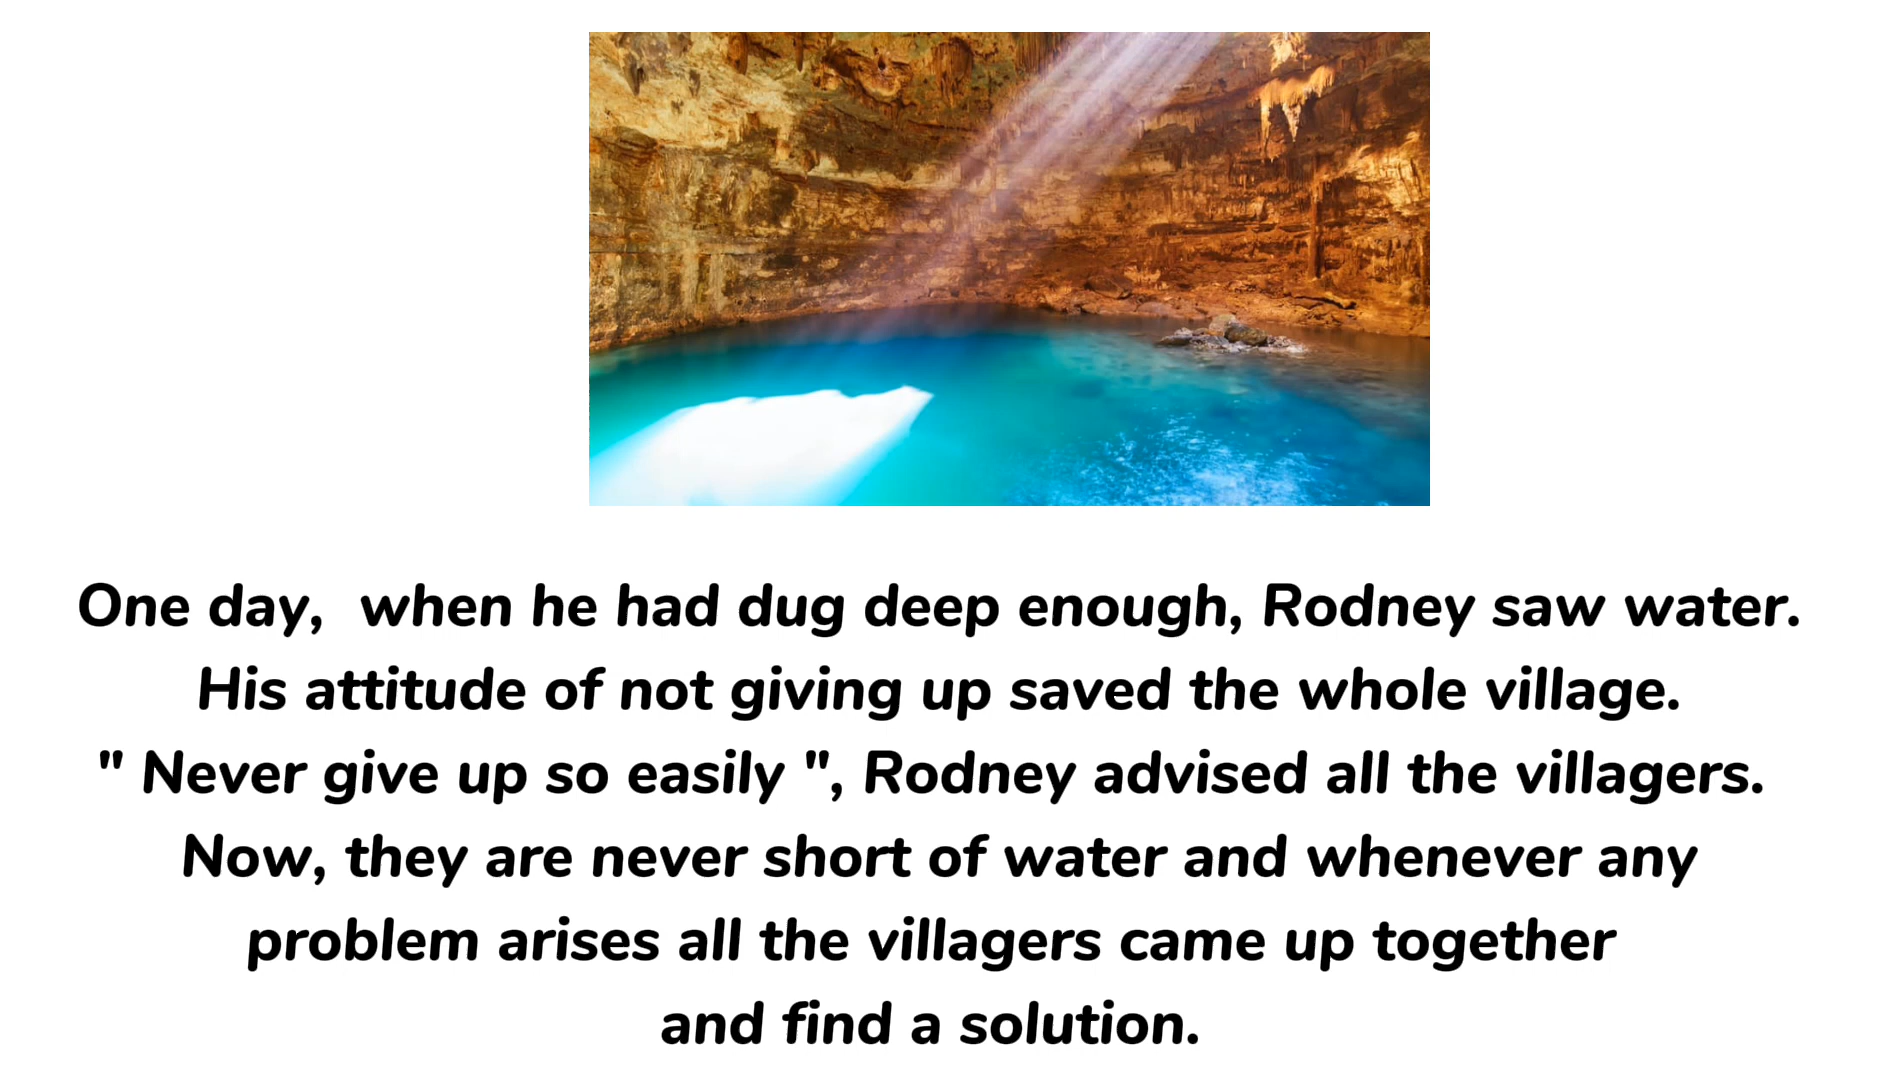 One day,  when he had dug deep enough, Rodney saw water.
His attitude of not giving up saved the whole village.
" Never give up so easily ", Rodney advised all the villagers.
Now, they are never short of water and whenever any
problem arises all the villagers came up together
and find a solution.